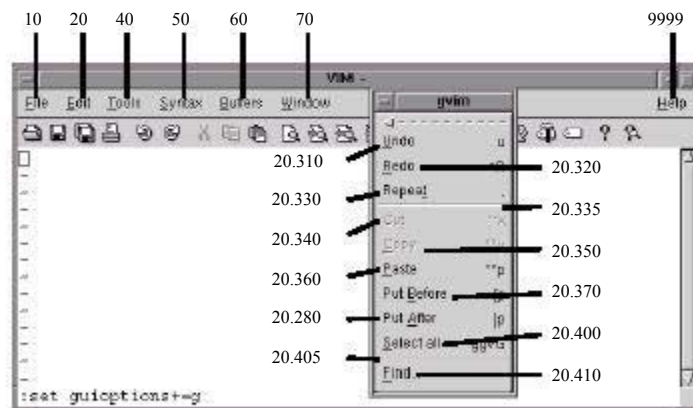 10 20 40 50 60 70 9999
VIM -
File Edit Tools Syntax Buffers Window Help
gvim
Undo u
20.310
Redo
20.320
20.330
Repeat .
20.335
20.340
Cut
20.350
Copy
20.360
Paste "*p
Put Before [p
20.370
20.280
Put After ]p
20.400
Select all ggVG
20.405
Find.
20.410
:set guioptions+=g